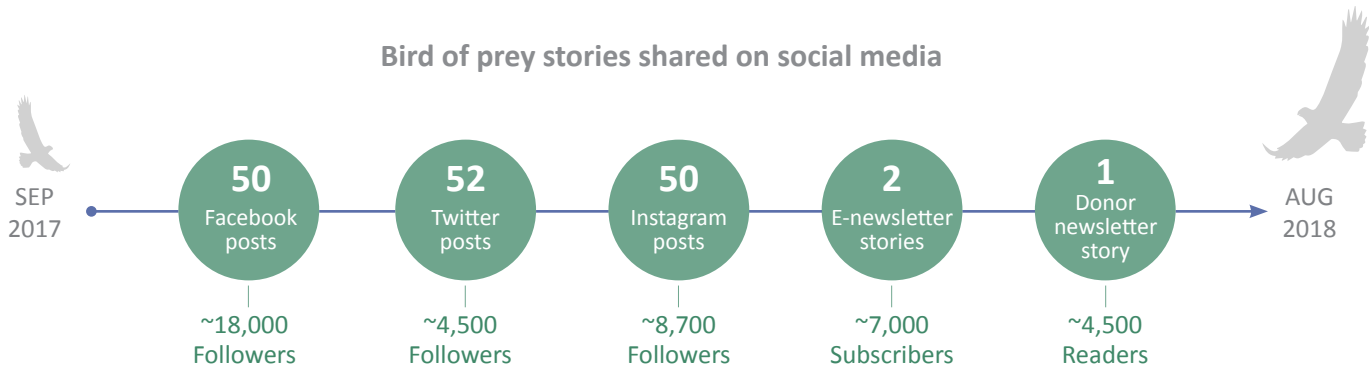 Bird of prey stories shared on social media
SEP
2017
50
Facebook
posts
~18,000
Followers
52
Twitter
posts
~4,500
Followers
50
Instagram
posts
~8,700
Followers
2
E-newsletter
stories
~7,000
Subscribers
1
Donor
newsletter
story
~4,500
Readers
AUG
2018